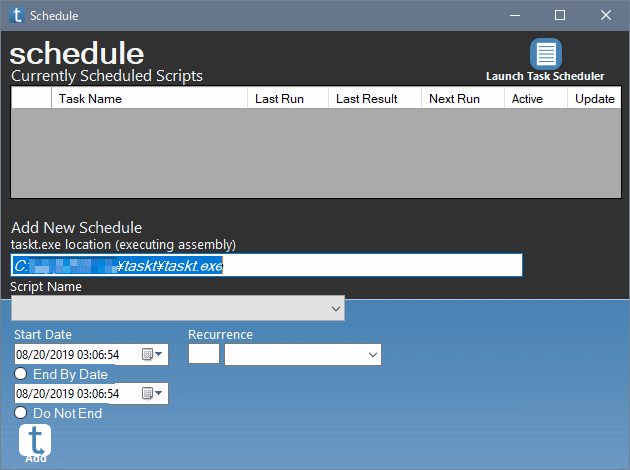 Schedule
schedule
Currently Scheduled Scripts
Launch Task Scheduler
Task Name Last Run Last Result Next Run Active Update
Add New Schedule
taskt.exe location (executing assembly)
C: ¥taskt¥taskt.exe
Script Name
Start Date Recurrence
08/20/2019 03:06:54
End By Date
08/20/2019 03:06:54
Do Not End
Add